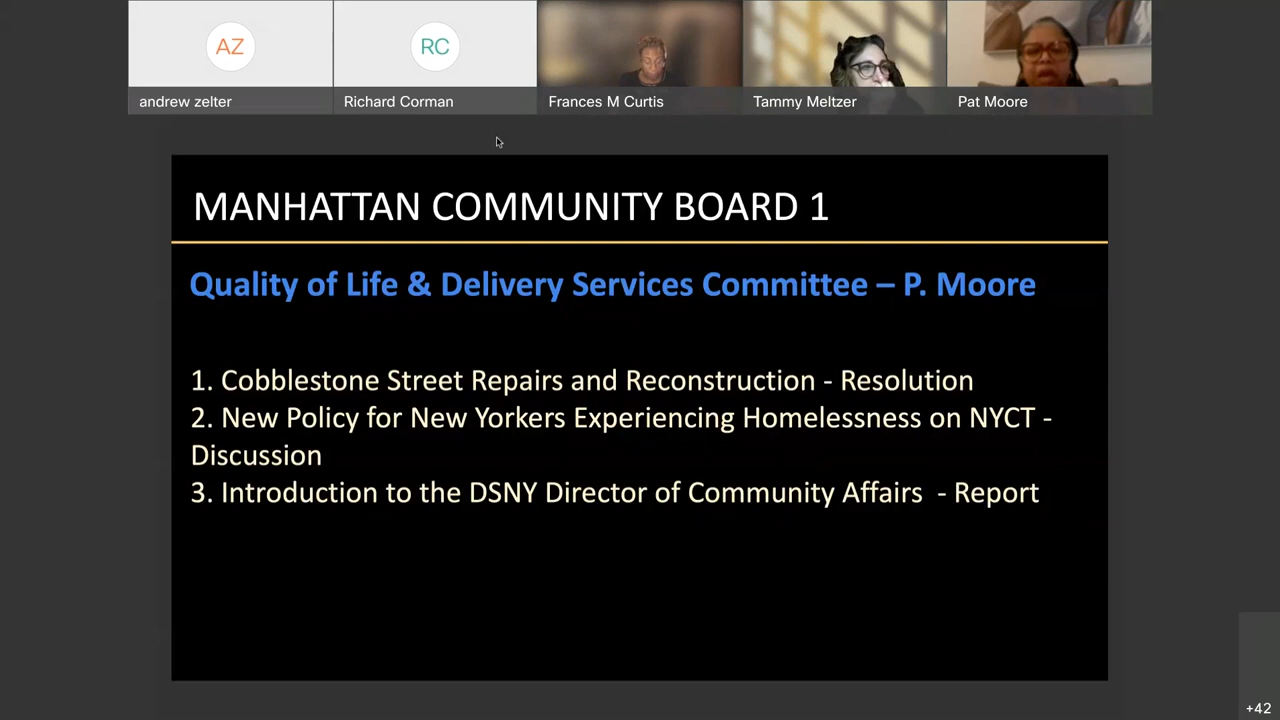 AZ
RC
andrew zelter
Richard Corman
Frances M Curtis
Tammy Meltzer
Pat Moore
MANHATTAN COMMUNITY BOARD 1
Quality of Life & Delivery Services Committee – P. Moore
1. Cobblestone Street Repairs and Reconstruction - Resolution
2. New Policy for New Yorkers Experiencing Homelessness on NYCT -
Discussion
3. Introduction to the DSNY Director of Community Affairs  - Report
+42